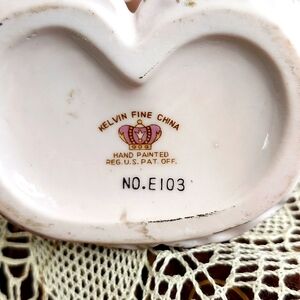 KELVIN FINE CHINA
HAND PAINTED
REG. U.S. PAT. OFF.
NO. E103